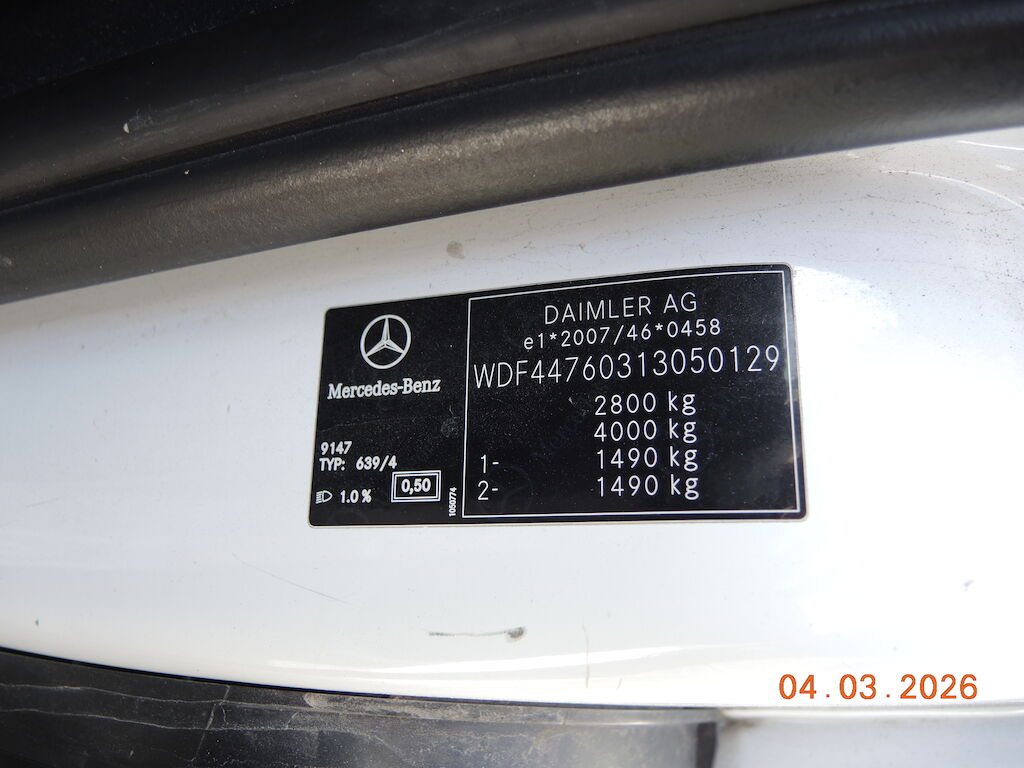 Mercedes-Benz
9147
TYP: 639/4
1.0 %
0,50
1050774
DAIMLER AG
e1*2007/46*0458
WDF44760313050129
2800 kg
4000 kg
1- 1490 kg
2- 1490 kg
04.03.2026